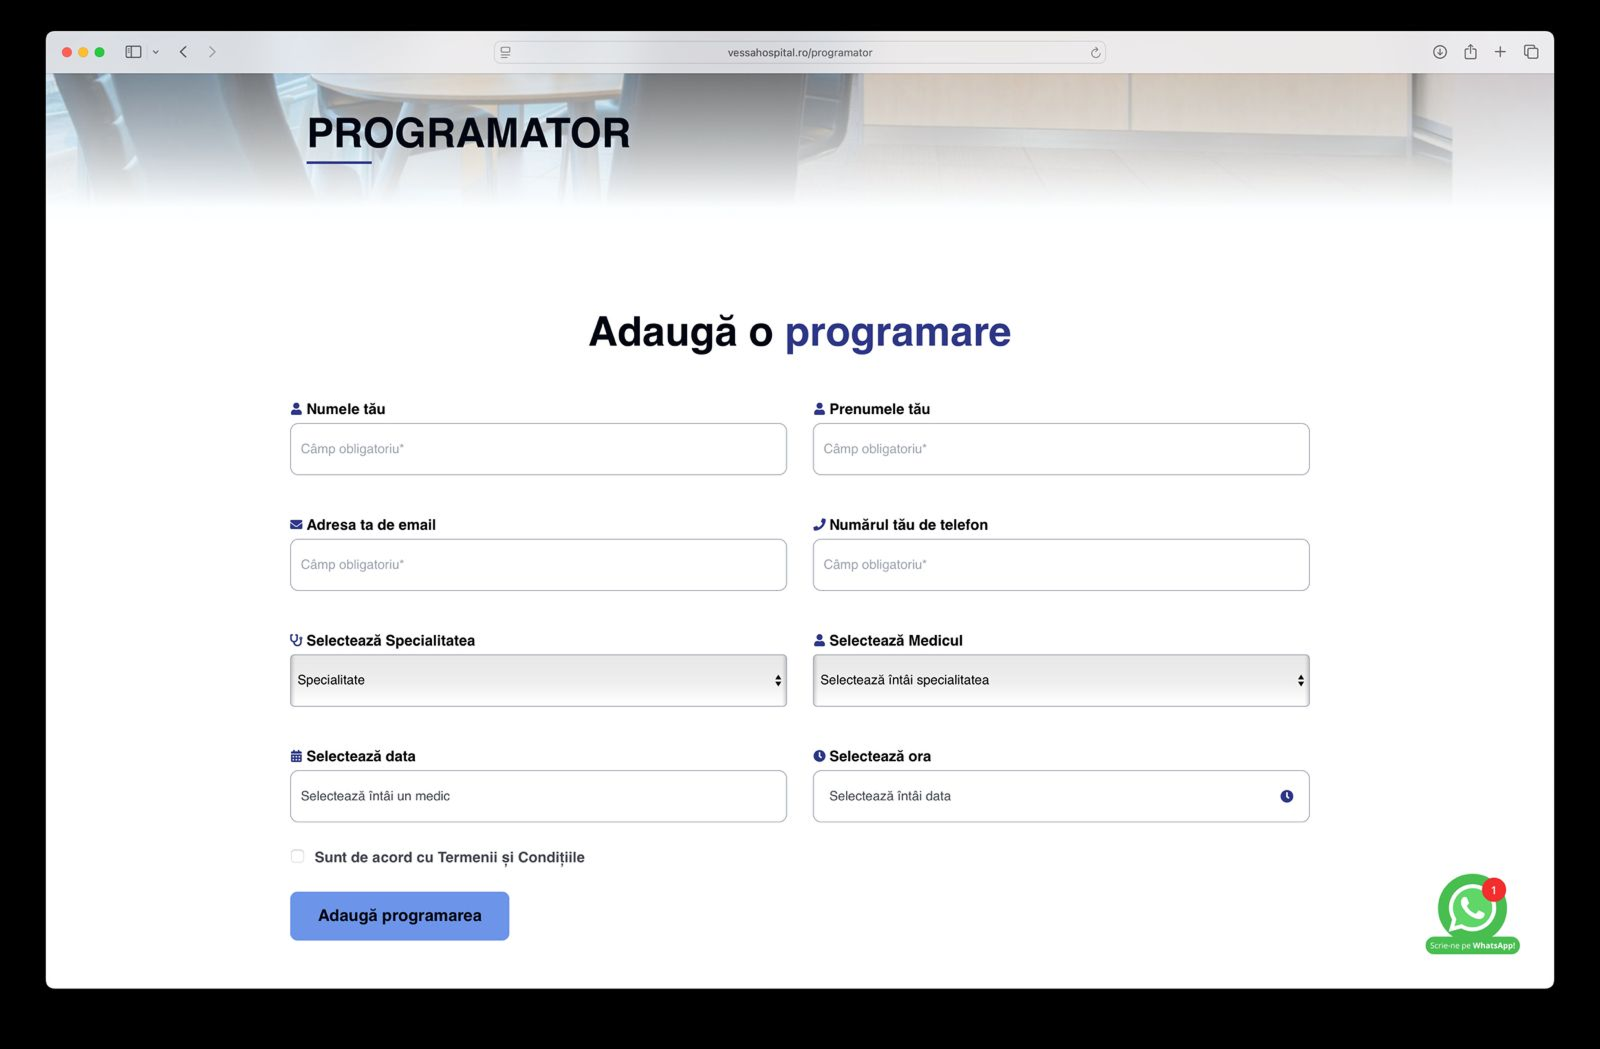 vessahospital.ro/programator
PROGRAMATOR
Adaugă o programare
Numele tău
Prenumele tău
Câmp obligatoriu*
Câmp obligatoriu*
Adresa ta de email
Numărul tău de telefon
Câmp obligatoriu*
Câmp obligatoriu*
Selectează Specialitatea
Selectează Medicul
Specialitate
Selectează întâi specialitatea
Selectează data
Selectează ora
Selectează întâi un medic
Selectează întâi data
Sunt de acord cu Termenii și Condițiile
Adaugă programarea
1
Scrie-ne pe WhatsApp!